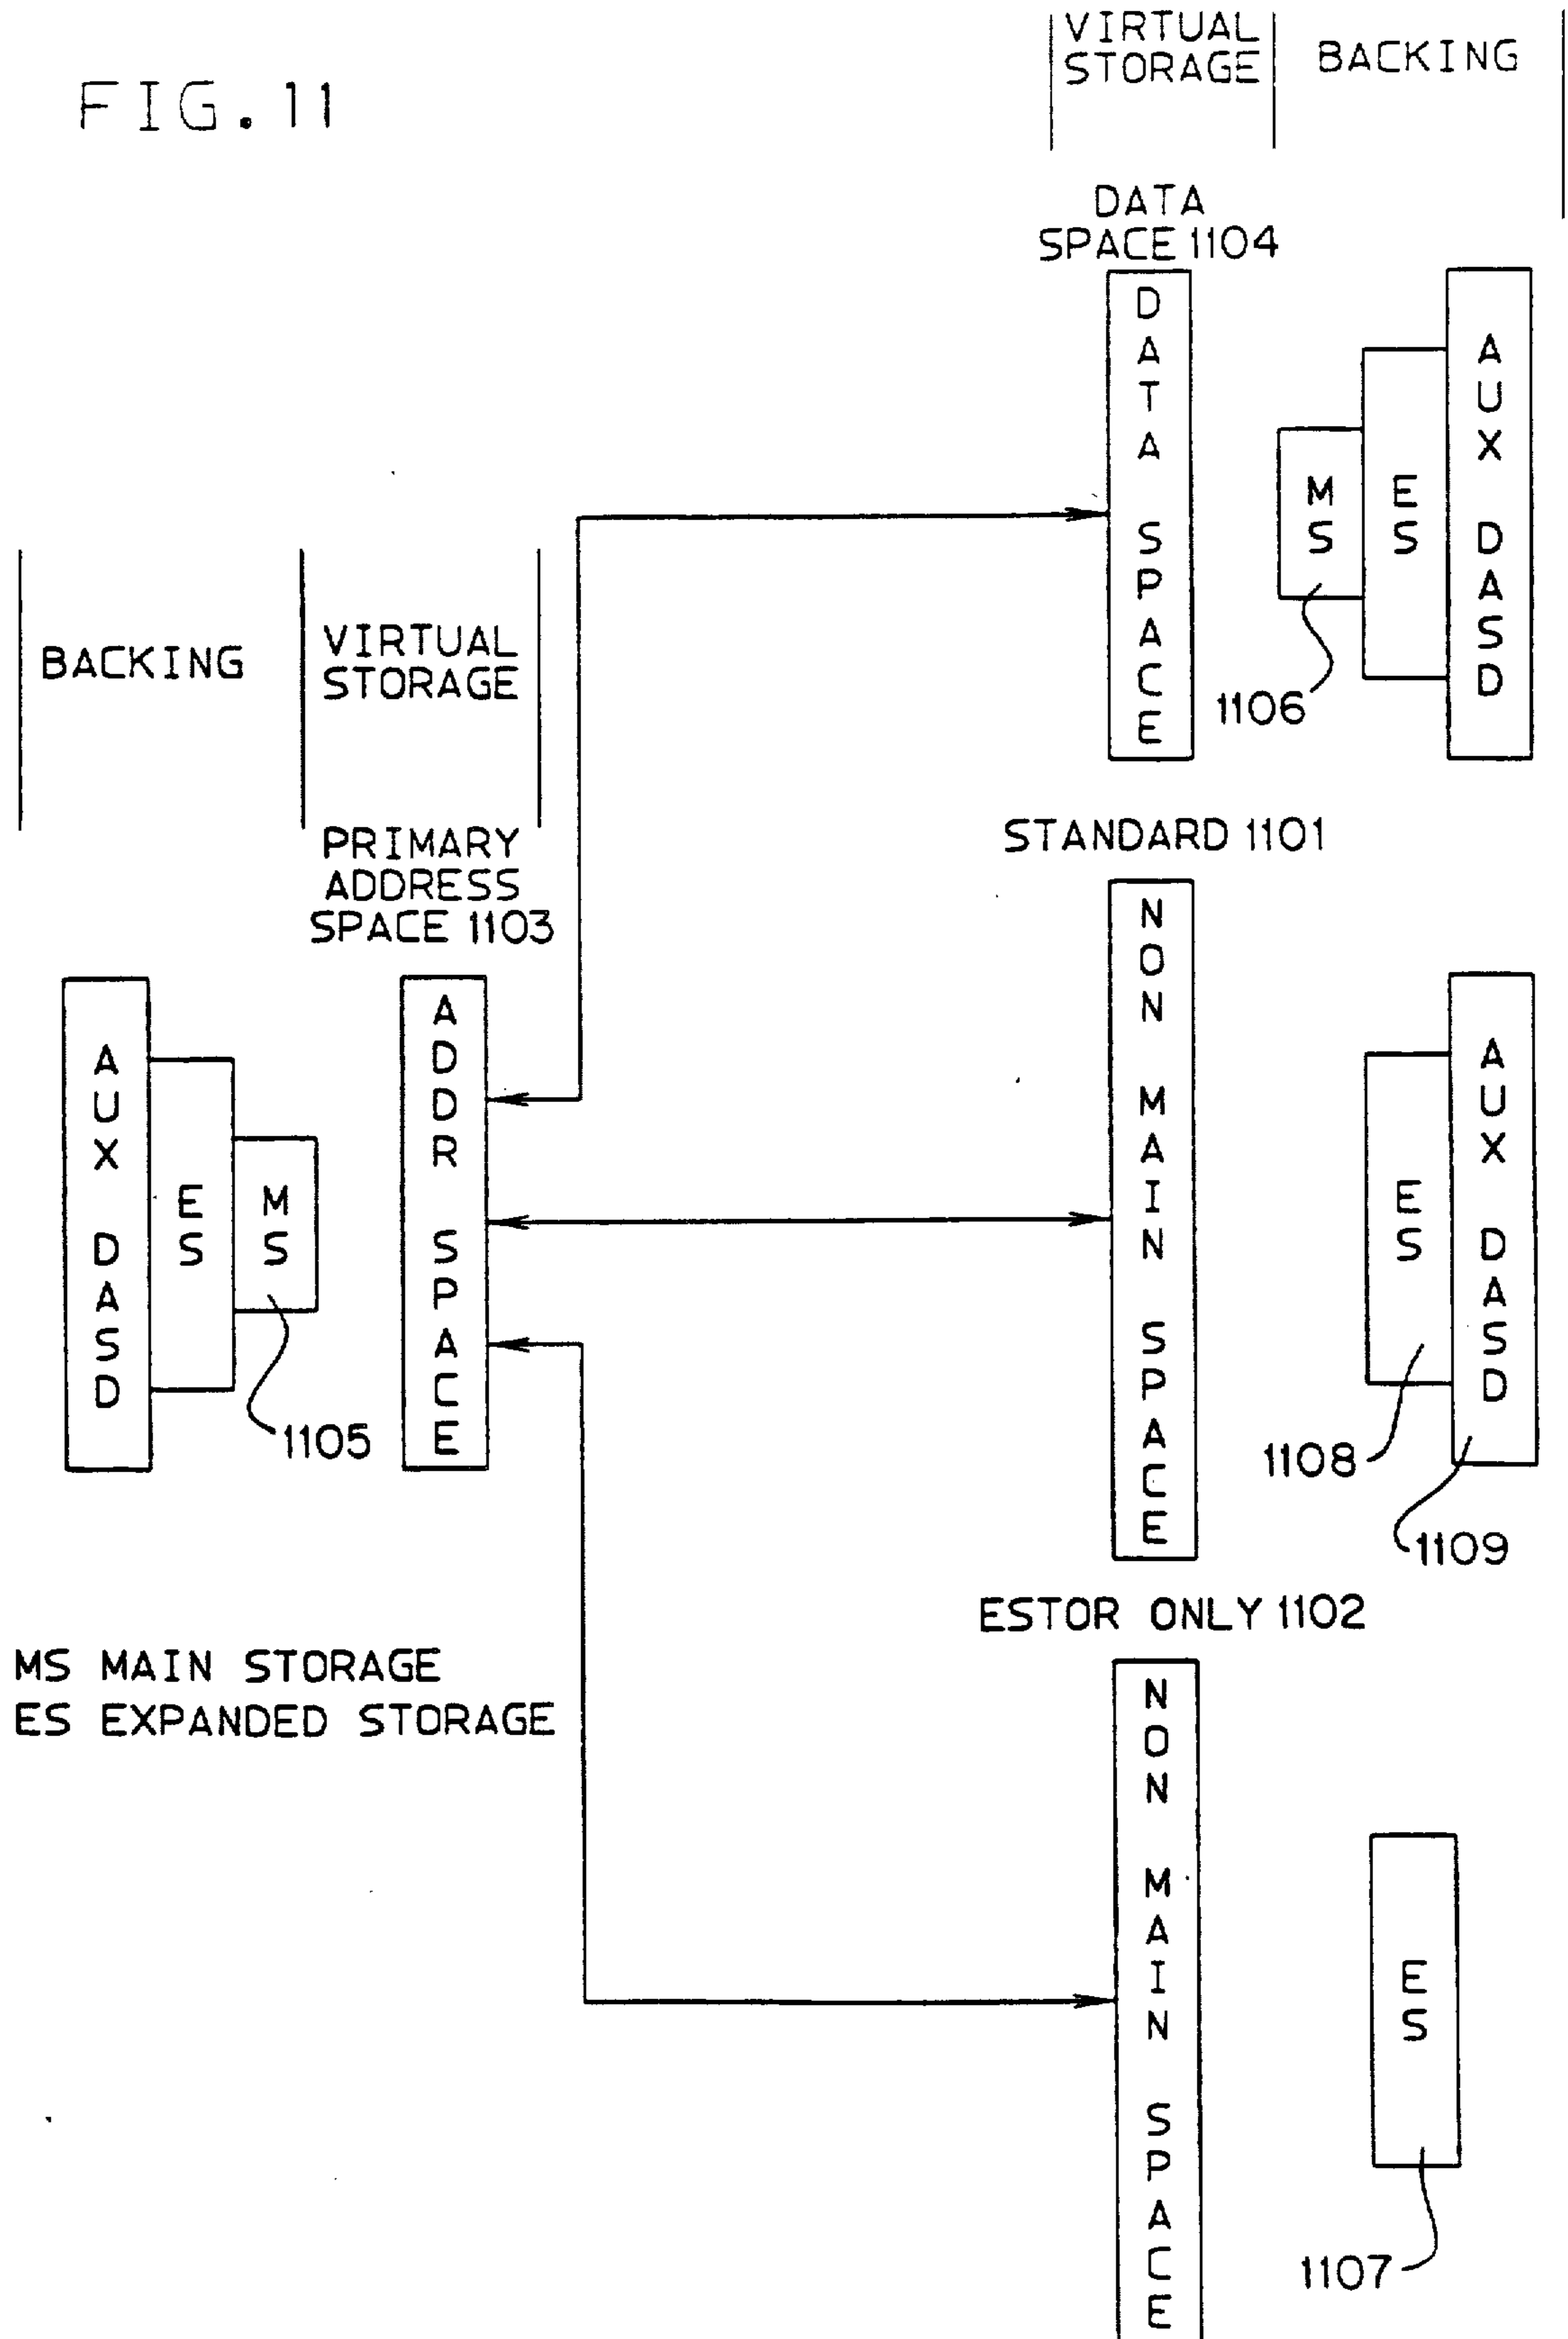 FIG. 11
VIRTUAL
STORAGE
BACKING
DATA
SPACE 1104
DATA SPACE
MS
ES
AUX DASD
1106
BACKING
VIRTUAL
STORAGE
PRIMARY
ADDRESS
SPACE 1103
AUX DASD
ES
MS
1105
ADDR SPACE
STANDARD 1101
NON MAIN SPACE
ES
AUX DASD
1108
1109
MS MAIN STORAGE
ES EXPANDED STORAGE
ESTOR ONLY 1102
NON MAIN SPACE
ES
1107